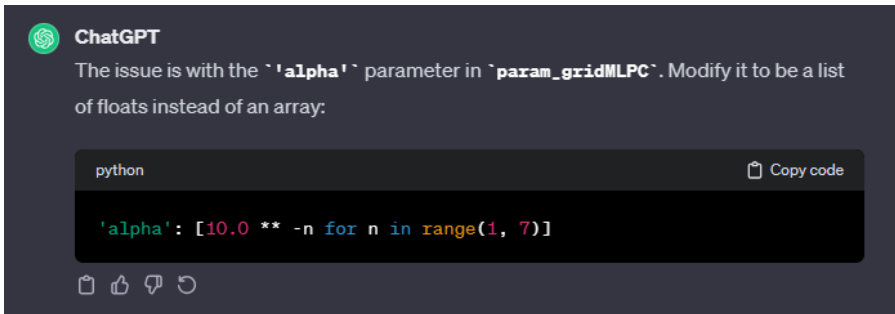 ChatGPT
The issue is with the `'alpha'` parameter in `param_gridMLPC`. Modify it to be a list
of floats instead of an array:
python
Copy code
'alpha': [10.0 ** -n for n in range(1, 7)]